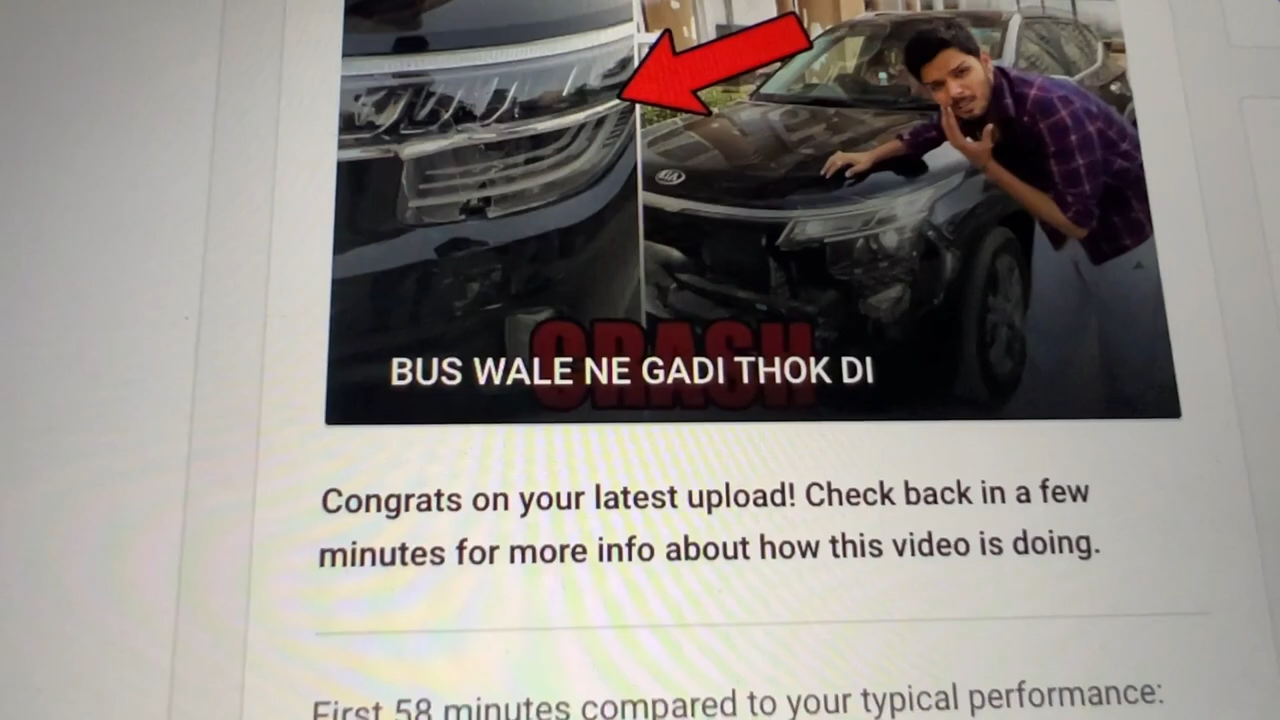 KIA
CRASH
BUS WALE NE GADI THOK DI
Congrats on your latest upload! Check back in a few
minutes for more info about how this video is doing.
First 58 minutes compared to your typical performance: